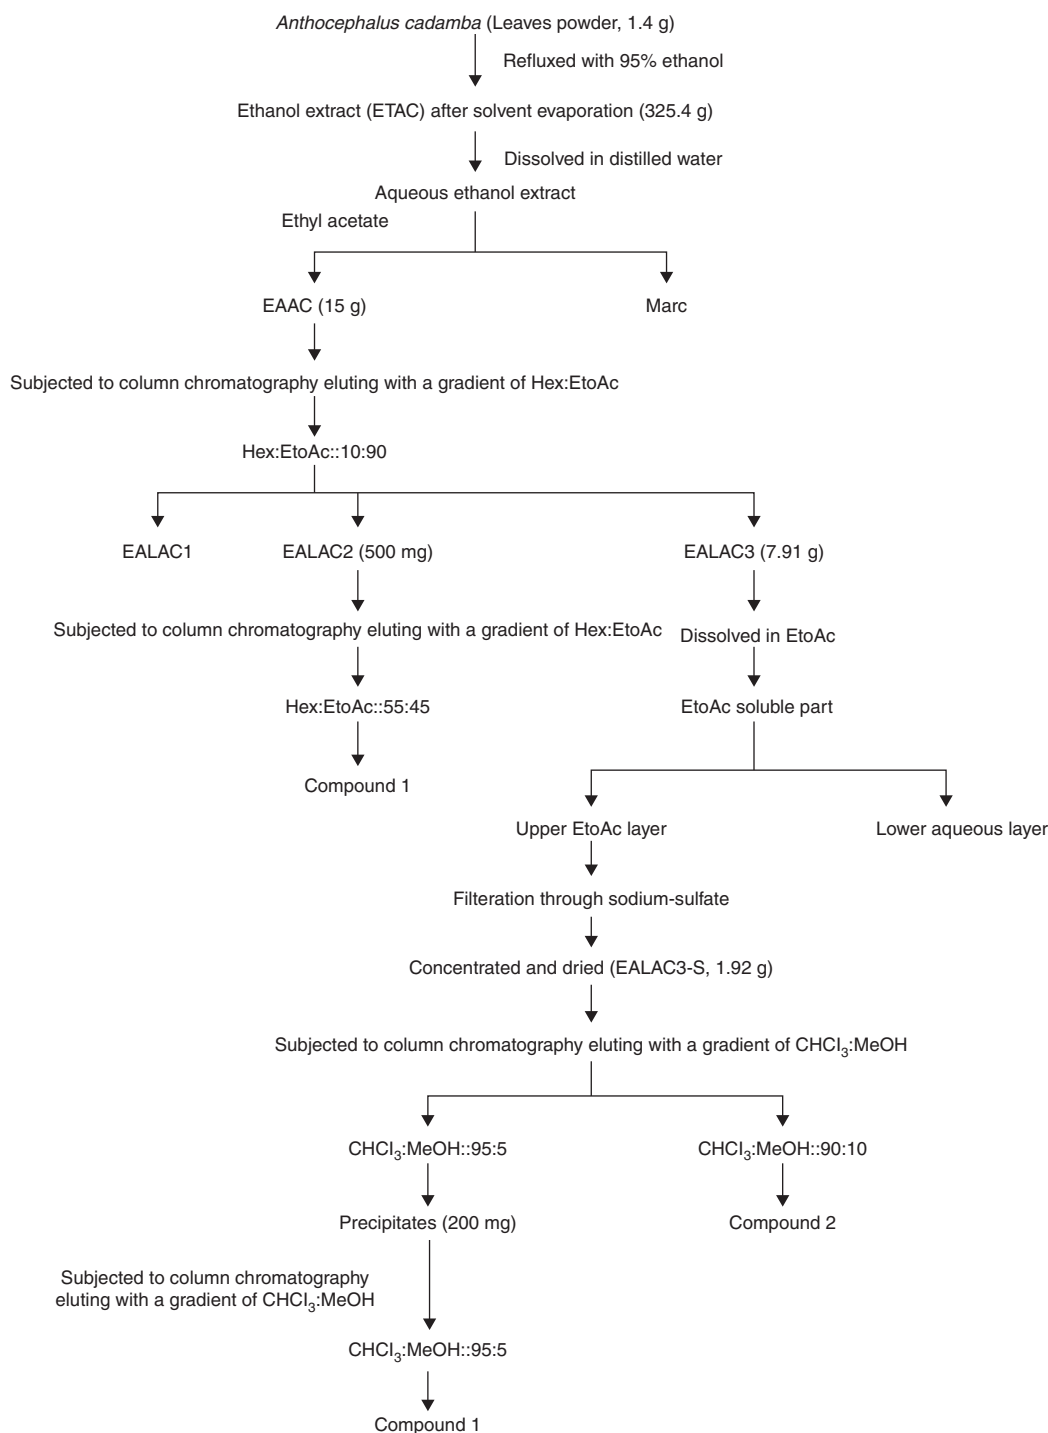 Anthocephalus cadamba (Leaves powder, 1.4 g)
Refluxed with 95% ethanol
Ethanol extract (ETAC) after solvent evaporation (325.4 g)
Dissolved in distilled water
Aqueous ethanol extract
Ethyl acetate
EAAC (15 g)
Marc
Subjected to column chromatography eluting with a gradient of Hex:EtoAc
Hex:EtoAc::10:90
EALAC1
EALAC2 (500 mg)
EALAC3 (7.91 g)
Subjected to column chromatography eluting with a gradient of Hex:EtoAc
Dissolved in EtoAc
Hex:EtoAc::55:45
EtoAc soluble part
Compound 1
Upper EtoAc layer
Lower aqueous layer
Filteration through sodium-sulfate
Concentrated and dried (EALAC3-S, 1.92 g)
Subjected to column chromatography eluting with a gradient of CHCl₃:MeOH
CHCl₃:MeOH::95:5
CHCl₃:MeOH::90:10
Precipitates (200 mg)
Compound 2
Subjected to column chromatography
eluting with a gradient of CHCl₃:MeOH
CHCl₃:MeOH::95:5
Compound 1